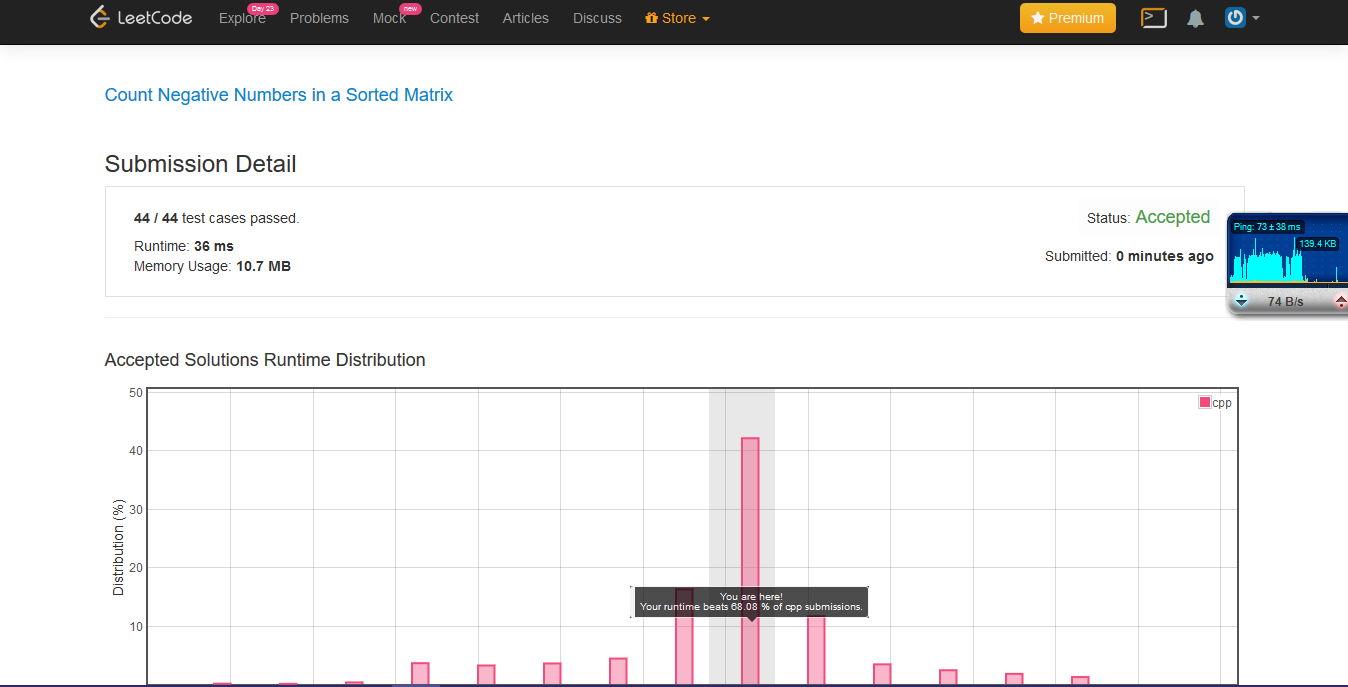 LeetCode Explore Day 23 Problems Mock new Contest Articles Discuss Store Premium
Count Negative Numbers in a Sorted Matrix
Submission Detail
44 / 44 test cases passed. Status: Accepted
Runtime: 36 ms
Memory Usage: 10.7 MB Submitted: 0 minutes ago
Ping: 73 ± 38 ms
139.4 KB
74 B/s
Accepted Solutions Runtime Distribution
50
cpp
40
30
Distribution (%)
20
You are here!
Your runtime beats 68.08 % of cpp submissions.
10